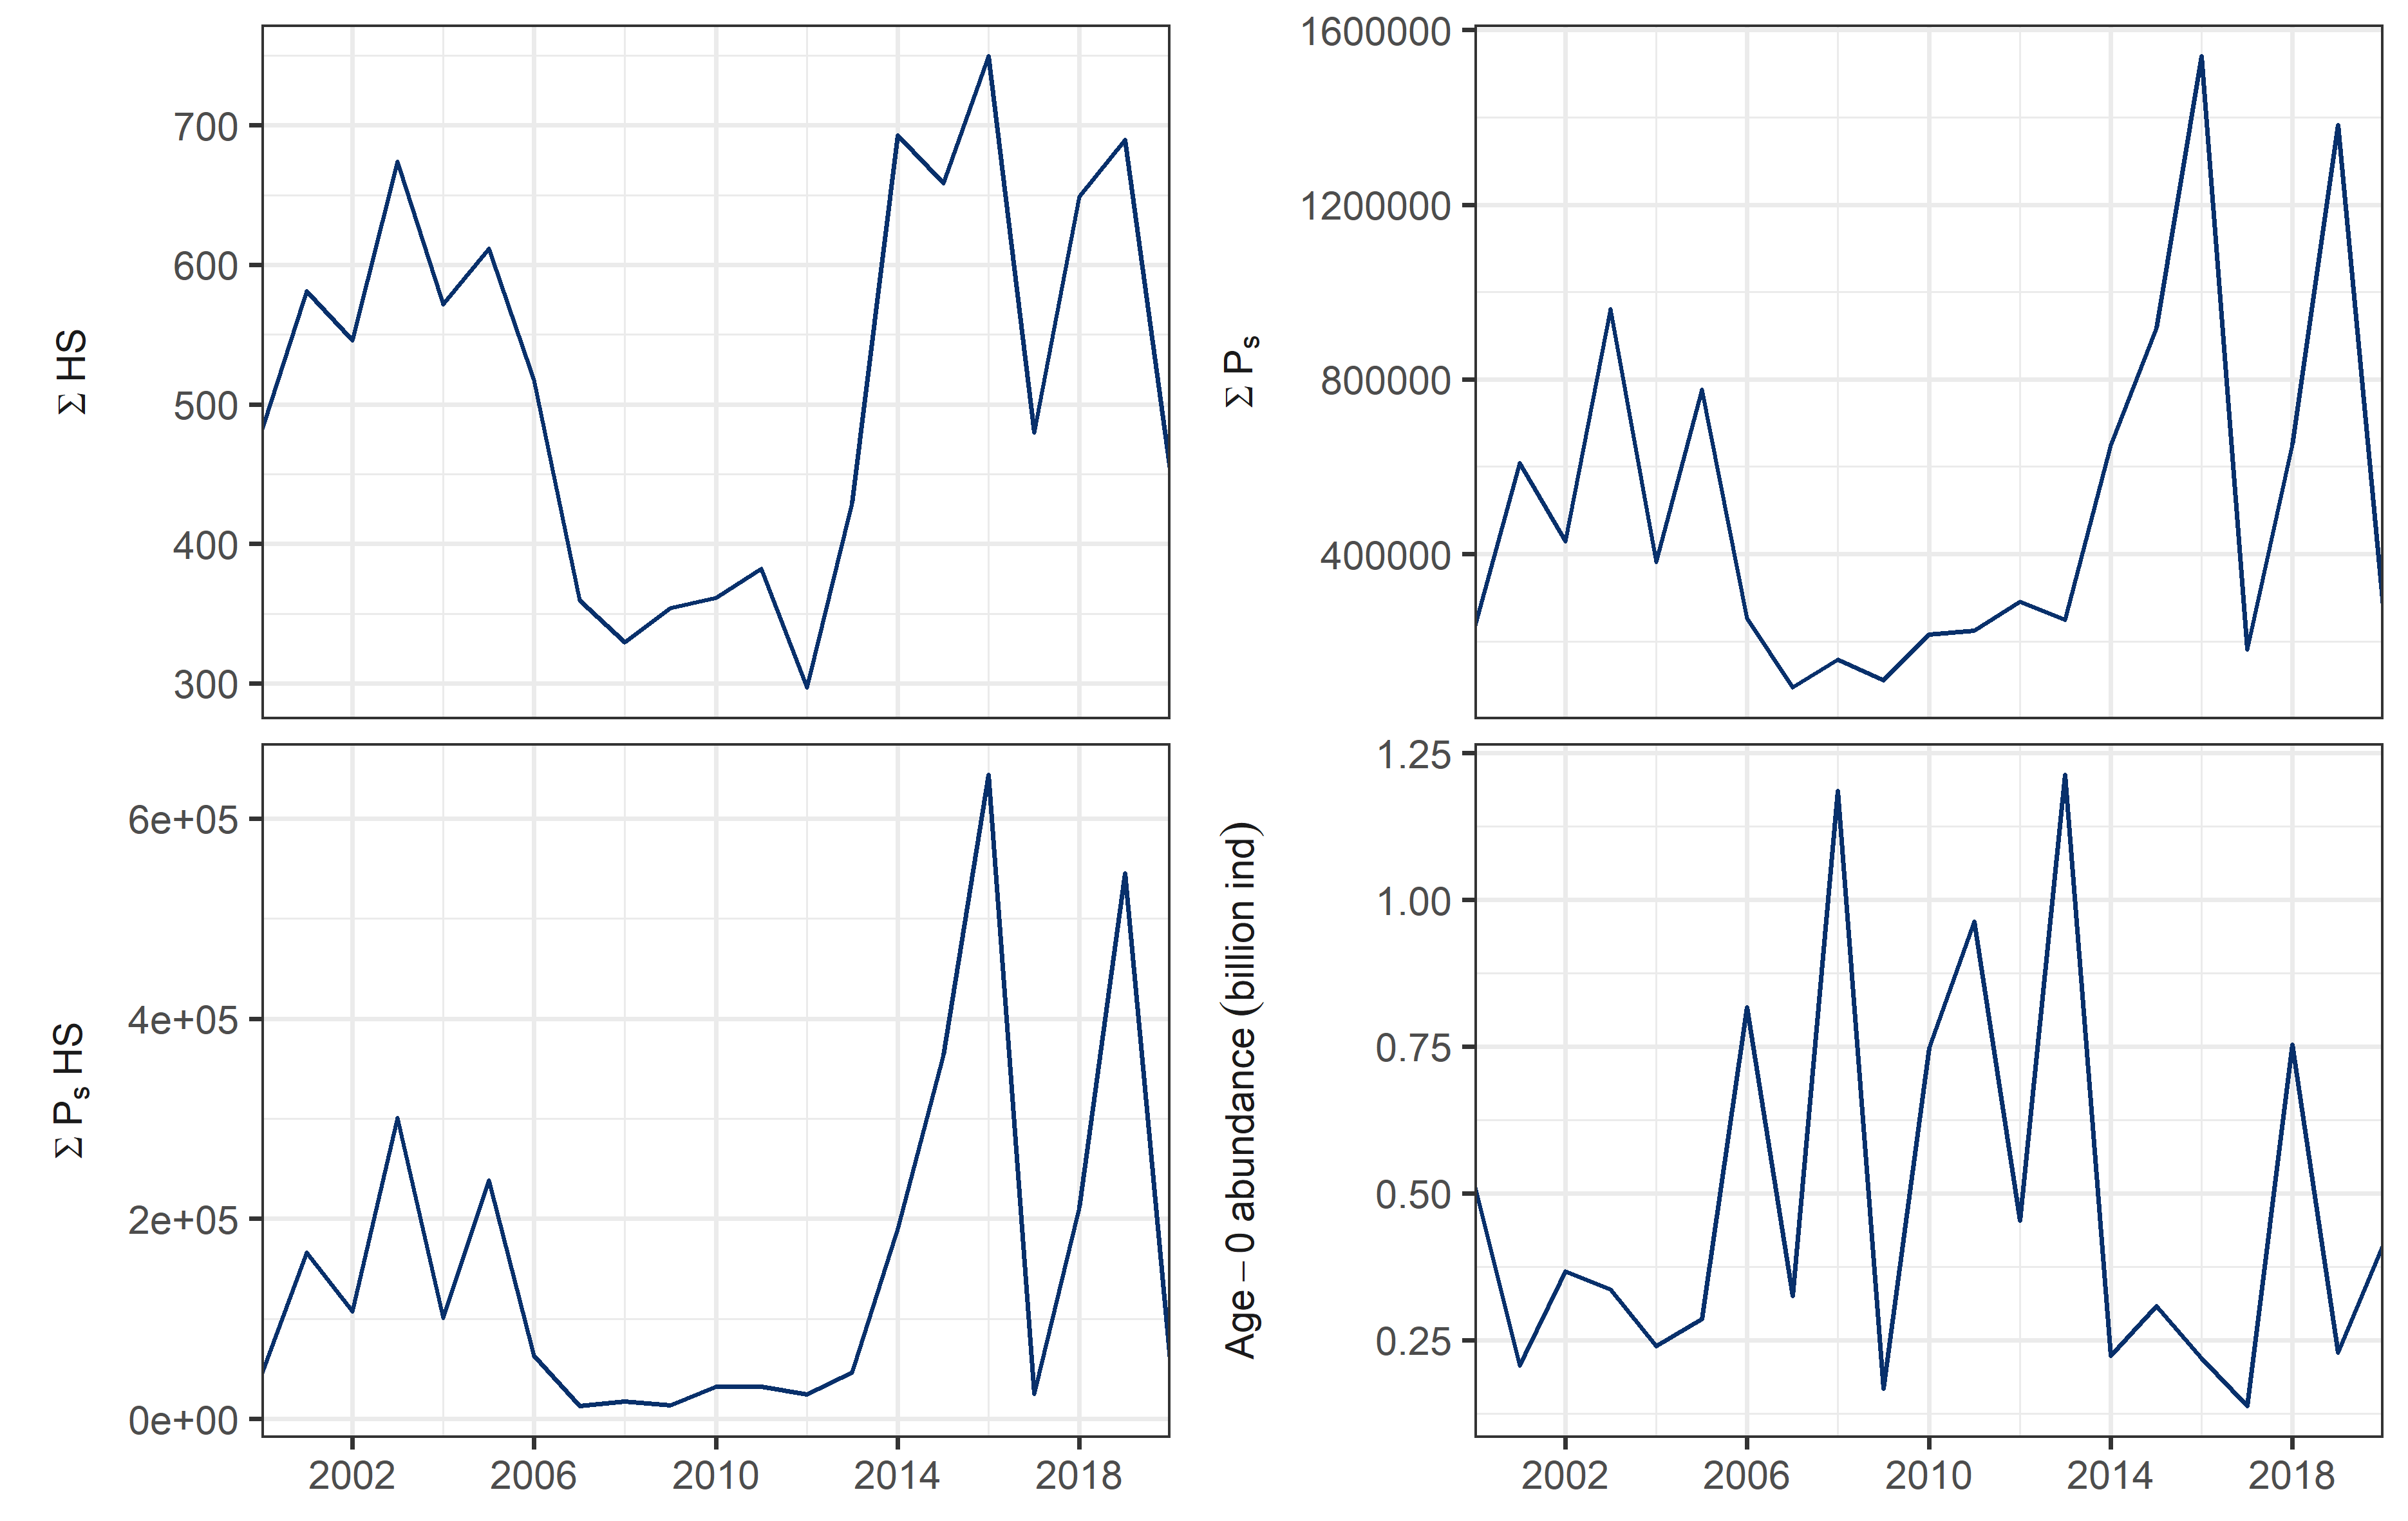 Σ HS
700
600
500
400
300
Σ Ps
1600000
1200000
800000
400000
Σ Ps HS
6e+05
4e+05
2e+05
0e+00
2002 2006 2010 2014 2018
Age − 0 abundance (billion ind)
1.25
1.00
0.75
0.50
0.25
2002 2006 2010 2014 2018